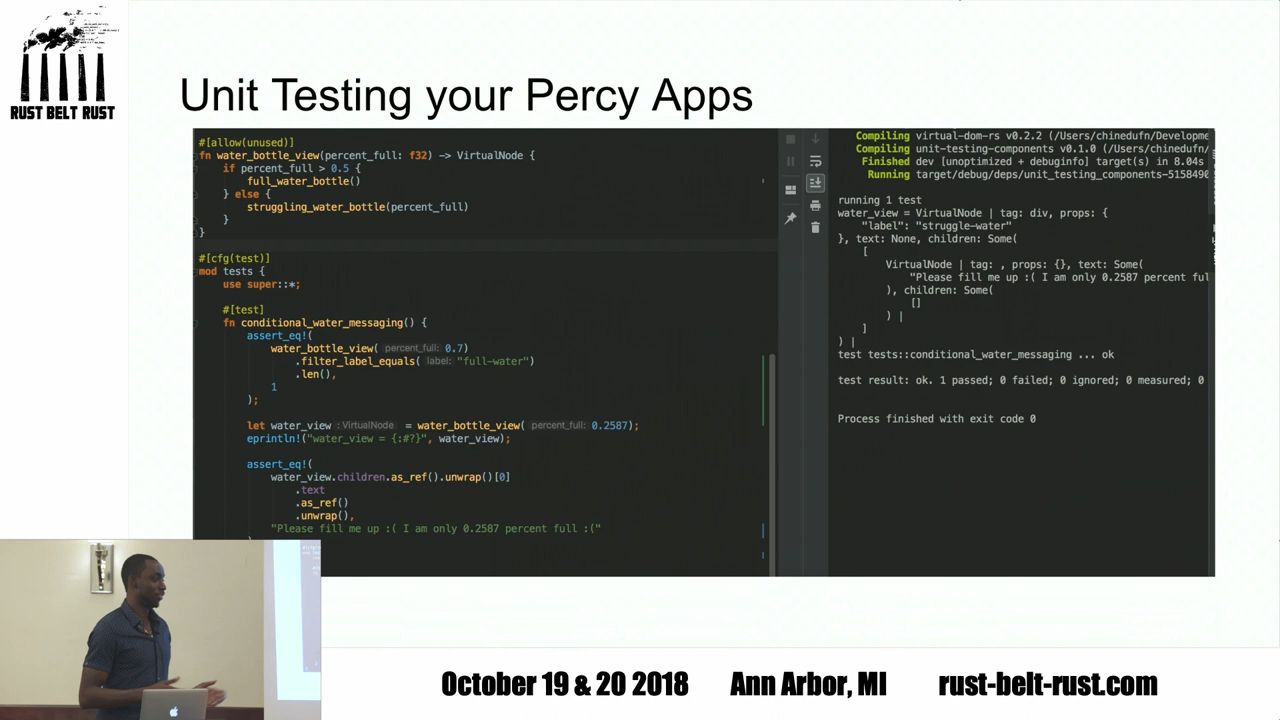 RUST BELT RUST
Unit Testing your Percy Apps
#[allow(unused)]
fn water_bottle_view(percent_full: f32) -> VirtualNode {
if percent_full > 0.5 {
full_water_bottle()
} else {
struggling_water_bottle(percent_full)
}
}
#[cfg(test)]
mod tests {
use super::*;
#[test]
fn conditional_water_messaging() {
assert_eq!(
water_bottle_view( percent_full: 0.7)
.filter_label_equals( label: "full-water")
.len(),
1
);
let water_view : VirtualNode = water_bottle_view( percent_full: 0.2587);
eprintln!("water_view = {:#?}", water_view);
assert_eq!(
water_view.children.as_ref().unwrap()[0]
.text
.as_ref()
.unwrap(),
"Please fill me up :( I am only 0.2587 percent full :("
Compiling virtual-dom-rs v0.2.2 (/Users/chinedufn/Developme
Compiling unit-testing-components v0.1.0 (/Users/chinedufn/
Finished dev [unoptimized + debuginfo] target(s) in 8.04s
Running target/debug/deps/unit_testing_components-5158490
running 1 test
water_view = VirtualNode | tag: div, props: {
"label": "struggle-water"
}, text: None, children: Some(
[
VirtualNode | tag: , props: {}, text: Some(
"Please fill me up :( I am only 0.2587 percent ful
), children: Some(
[]
) |
]
) |
test tests::conditional_water_messaging ... ok
test result: ok. 1 passed; 0 failed; 0 ignored; 0 measured; 0
Process finished with exit code 0
October 19 & 20 2018 Ann Arbor, MI rust-belt-rust.com